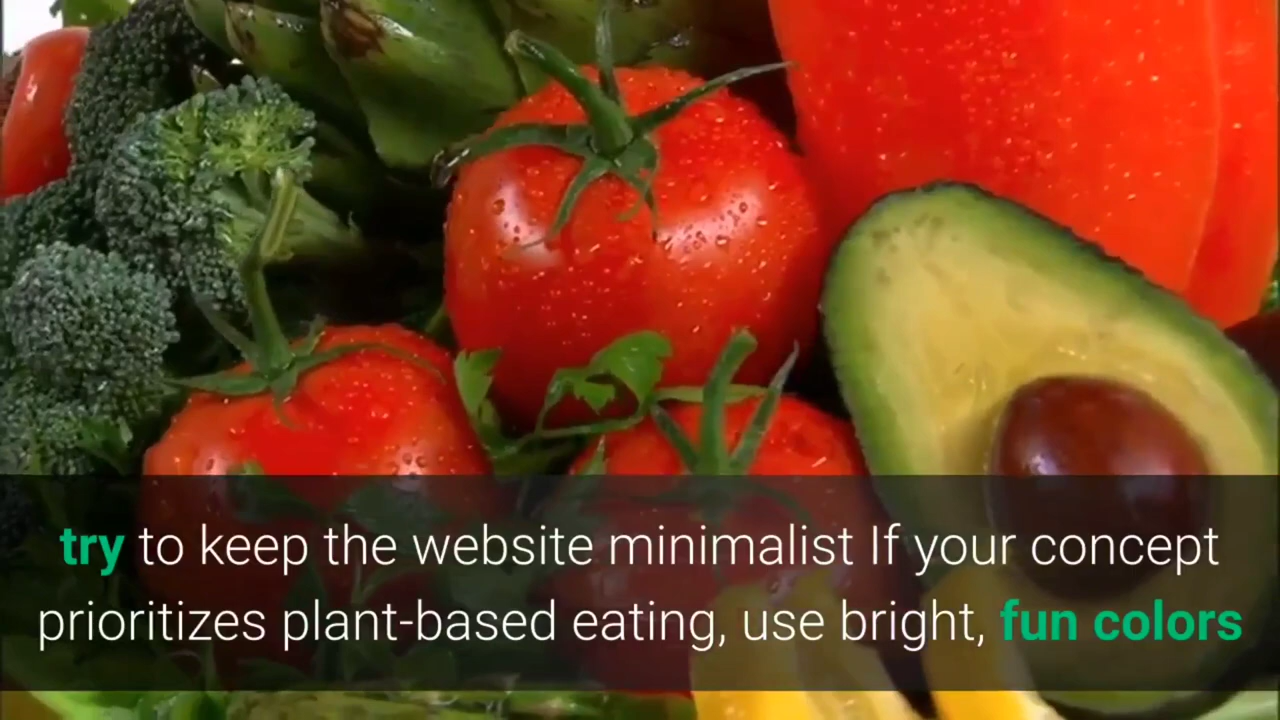 try to keep the website minimalist If your concept
prioritizes plant-based eating, use bright, fun colors